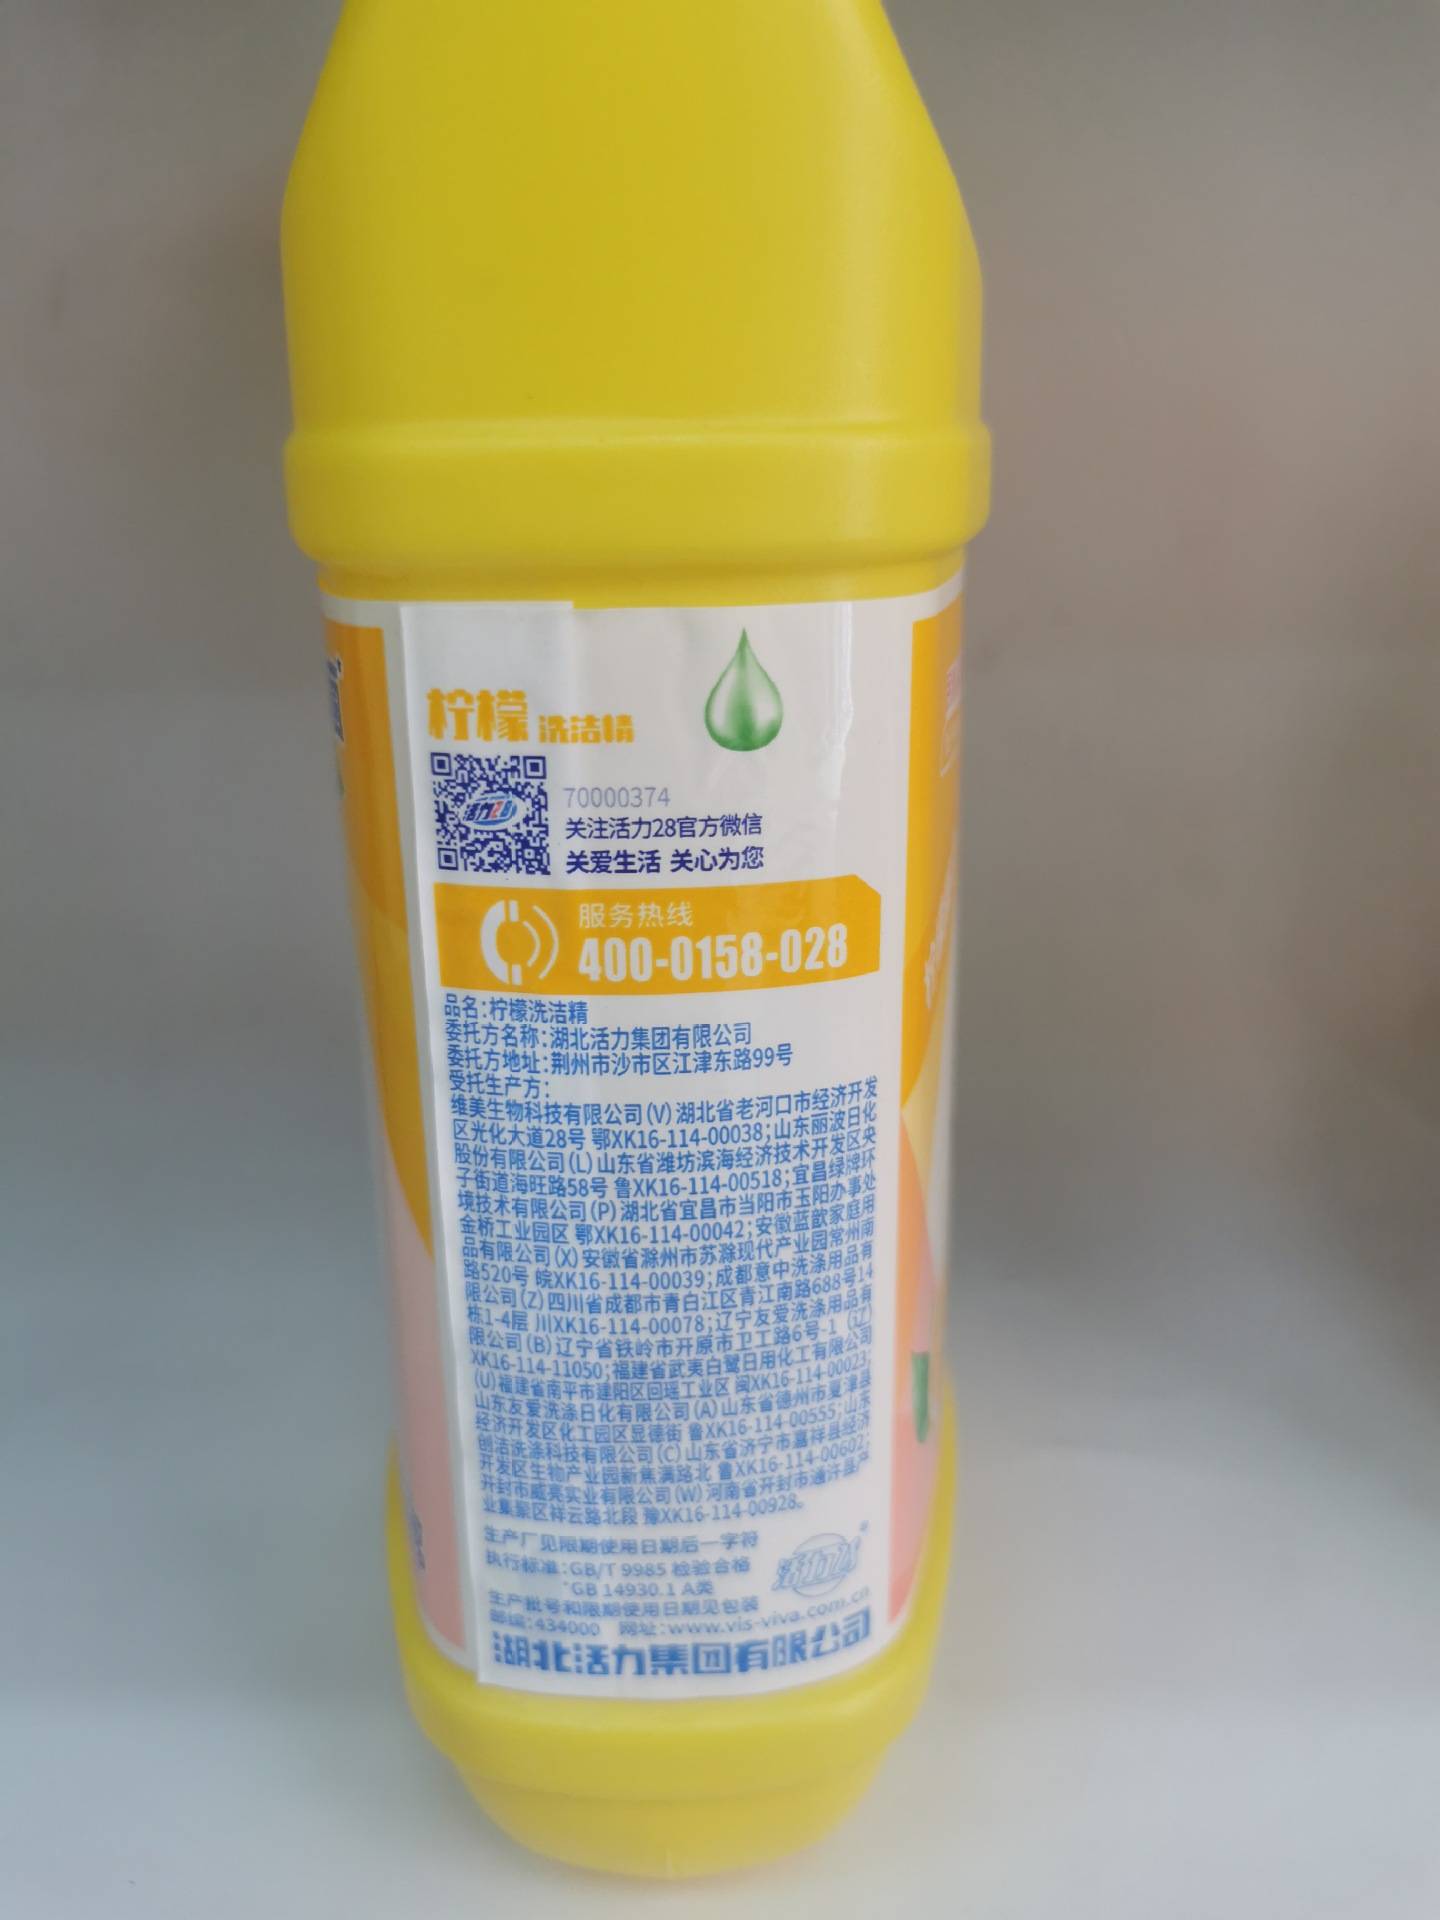 柠檬 洗洁精
活力28
70000374
关注活力28官方微信
关爱生活 关心为您
服务热线
400-0158-028
品名:柠檬洗洁精
委托方名称:湖北活力集团有限公司
委托方地址:荆州市沙市区江津东路99号
受托生产方:
维美生物科技有限公司(V)湖北省老河口市经济开发
区光化大道28号 鄂XK16-114-00038;山东丽波日化
股份有限公司(L)山东省潍坊滨海经济技术开发区央
子街道海旺路58号 鲁XK16-114-00518;宜昌绿牌环
境技术有限公司(P)湖北省宜昌市当阳市玉阳办事处
金桥工业园区 鄂XK16-114-00042;安徽蓝歆家庭用
品有限公司(X)安徽省滁州市苏滁现代产业园常州南
路520号 皖XK16-114-00039;成都意中洗涤用品有
限公司(Z)四川省成都市青白江区青江南路688号14
栋1-4层 川XK16-114-00078;辽宁友爱洗涤用品有
限公司(B)辽宁省铁岭市开原市卫工路6号-1 (辽)
XK16-114-11050;福建省武夷白鹭日用化工有限公司
(U)福建省南平市建阳区回瑶工业区 闽XK16-114-00023;
山东友爱洗涤日化有限公司(A)山东省德州市夏津县
经济开发区化工园区显德街 鲁XK16-114-00555;山东
创洁洗涤科技有限公司(C)山东省济宁市嘉祥县经济
开发区生物产业园新焦满路北 鲁XK16-114-00602;
开封市威亮实业有限公司(W)河南省开封市通许县产
业集聚区祥云路北段 豫XK16-114-00928。
生产厂见限期使用日期后一字符
执行标准:GB/T 9985 检验合格
GB 14930.1 A类
活力28
生产批号和限期使用日期见包装
邮编:434000 网址:www.vis-viva.com.cn
湖北活力集团有限公司